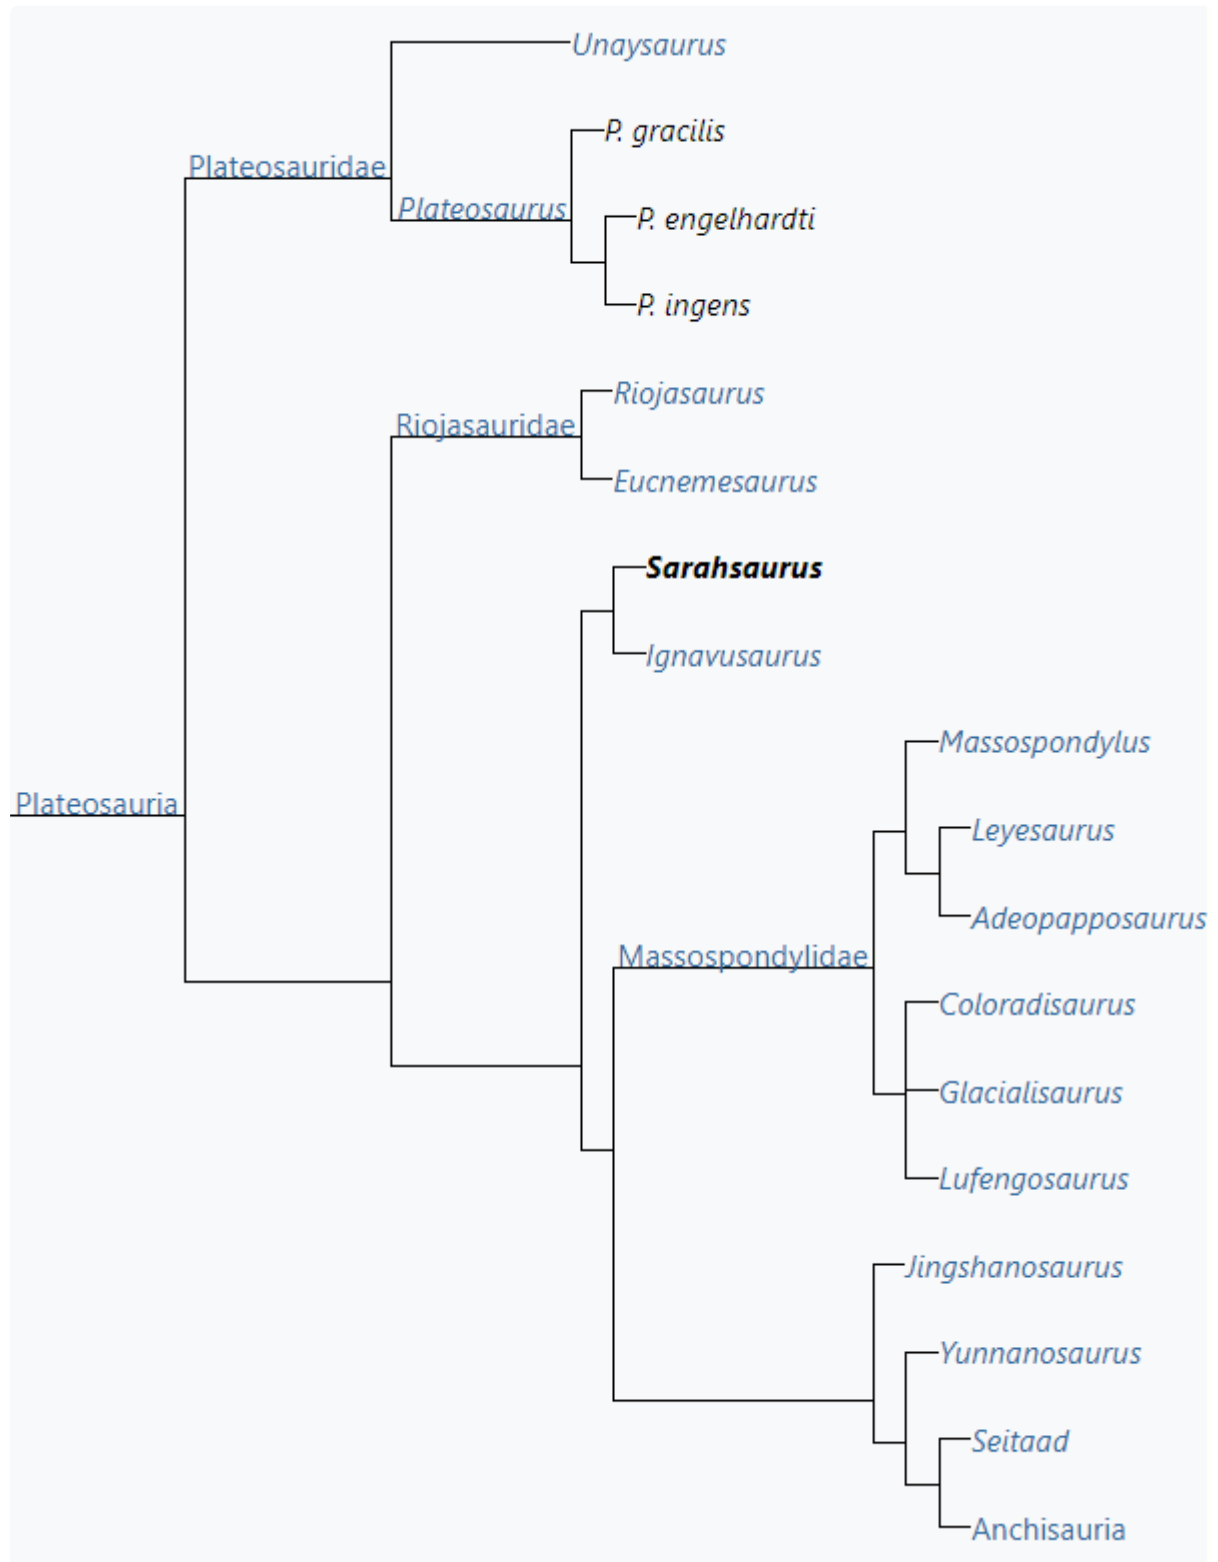 Unaysaurus
P. gracilis
Plateosauridae
Plateosaurus
P. engelhardti
P. ingens
Riojasaurus
Riojasauridae
Eucnemesaurus
Sarahsaurus
Ignavusaurus
Massospondylus
Plateosauria
Leyesaurus
Adeopapposaurus
Massospondylidae
Coloradisaurus
Glacialisaurus
Lufengosaurus
Jingshanosaurus
Yunnanosaurus
Seitaad
Anchisauria